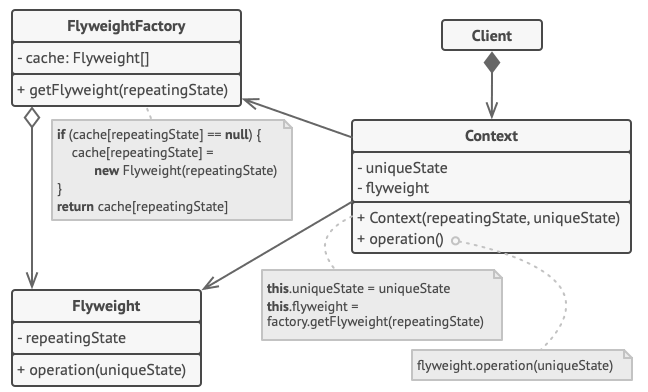 FlyweightFactory
- cache: Flyweight[]
+ getFlyweight(repeatingState)
if (cache[repeatingState] == null) {
cache[repeatingState] =
new Flyweight(repeatingState)
}
return cache[repeatingState]
Client
Context
- uniqueState
- flyweight
+ Context(repeatingState, uniqueState)
+ operation()
this.uniqueState = uniqueState
this.flyweight =
factory.getFlyweight(repeatingState)
flyweight.operation(uniqueState)
Flyweight
- repeatingState
+ operation(uniqueState)